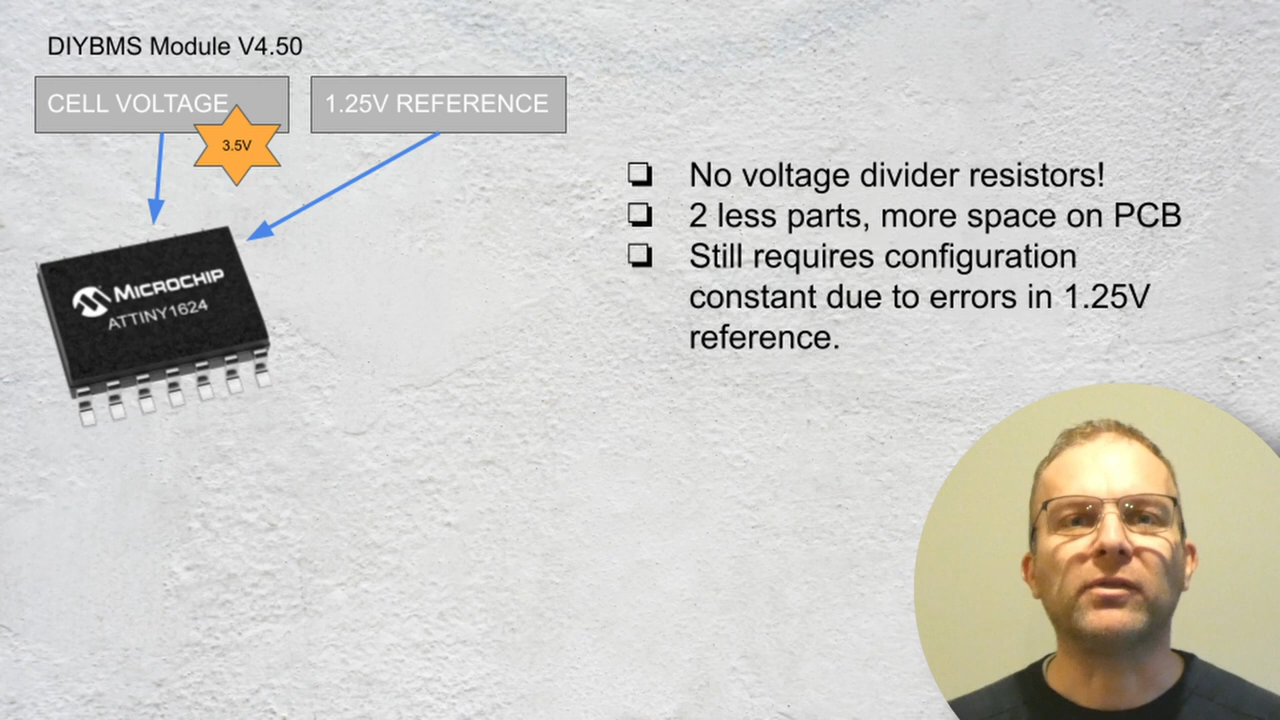 DIYBMS Module V4.50
CELL VOLTAGE
1.25V REFERENCE
3.5V
MICROCHIP
ATTINY1624
No voltage divider resistors!
2 less parts, more space on PCB
Still requires configuration
constant due to errors in 1.25V
reference.